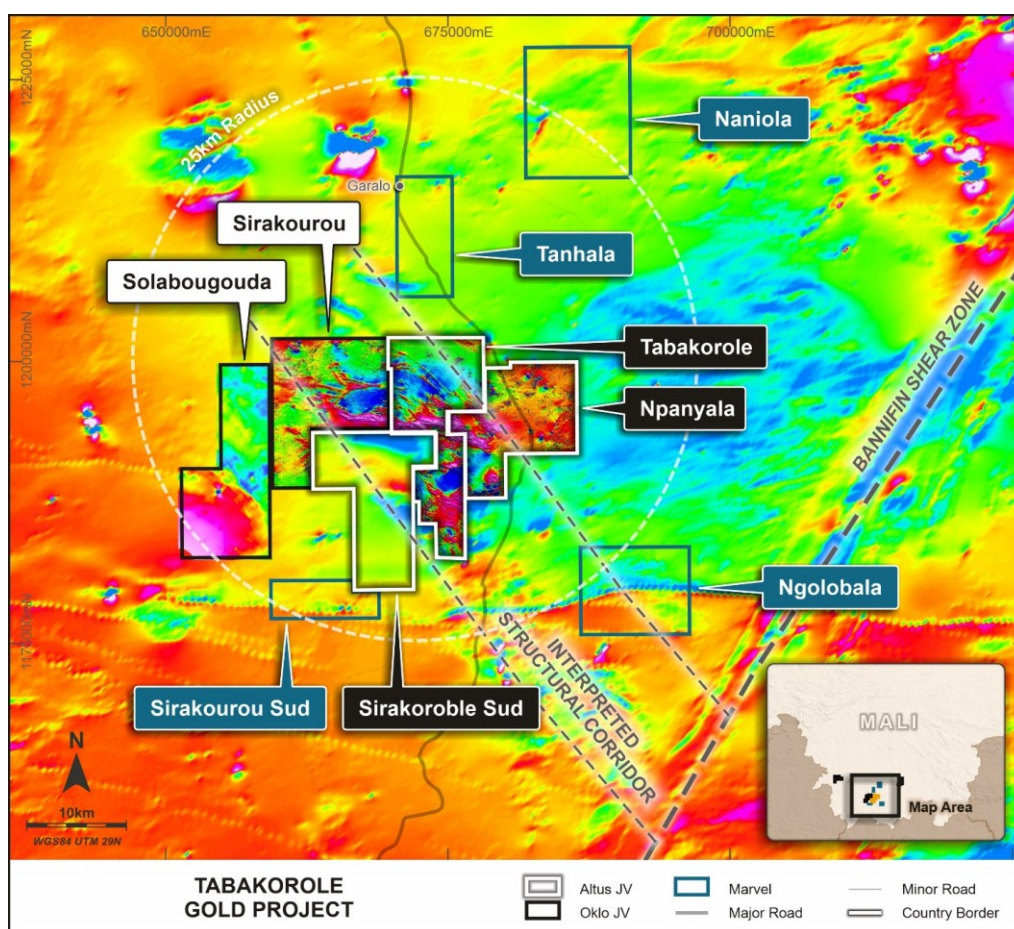 650000mE
675000mE
700000mE
1225000mN
25km Radius
Naniola
Garalo
Sirakourou
Tanhala
Solabougouda
BANNIFIN SHEAR ZONE
1200000mN
Tabakorole
Npanyala
Ngolobala
1175000mN
INTERPRETED
STRUCTURAL CORRIDOR
Sirakourou Sud
Sirakoroble Sud
MALI
Map Area
N
10km
WGS84 UTM 29N
TABAKOROLE
GOLD PROJECT
Altus JV
Oklo JV
Marvel
Major Road
Minor Road
Country Border